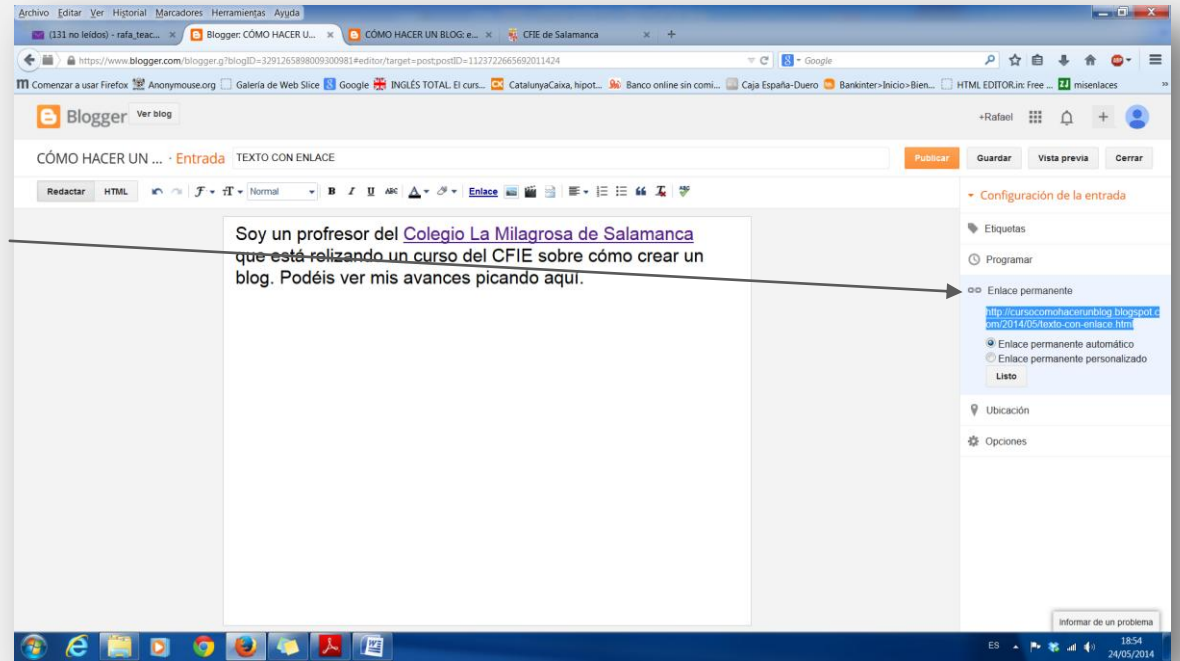 Archivo Editar Ver Historial Marcadores Herramientas Ayuda
(131 no leídos) - rafa_teac... × Blogger: CÓMO HACER U... × CÓMO HACER UN BLOG: e... × CFIE de Salamanca × +
https://www.blogger.com/blogger.g?blogID=3291265898009300981#editor/target=post;postID=1123722665692011424 Google
Comenzar a usar Firefox Anonymouse.org Galería de Web Slice Google INGLÉS TOTAL. El curs... CatalunyaCaixa, hipot... Banco online sin comi... Caja España-Duero Bankinter>Inicio>Bien... HTML EDITOR.in: Free ... misenlaces »
Blogger Ver blog +Rafael
CÓMO HACER UN ... · Entrada TEXTO CON ENLACE Publicar Guardar Vista previa Cerrar
Redactar HTML Normal B I U ABC A Enlace
Configuración de la entrada
Soy un profresor del Colegio La Milagrosa de Salamanca
que está relizando un curso del CFIE sobre cómo crear un
blog. Podéis ver mis avances picando aquí.
Etiquetas
Programar
Enlace permanente
http://cursocomohacerunblog.blogspot.c
om/2014/05/texto-con-enlace.html
Enlace permanente automático
Enlace permanente personalizado
Listo
Ubicación
Opciones
Informar de un problema
ES 18:54
24/05/2014